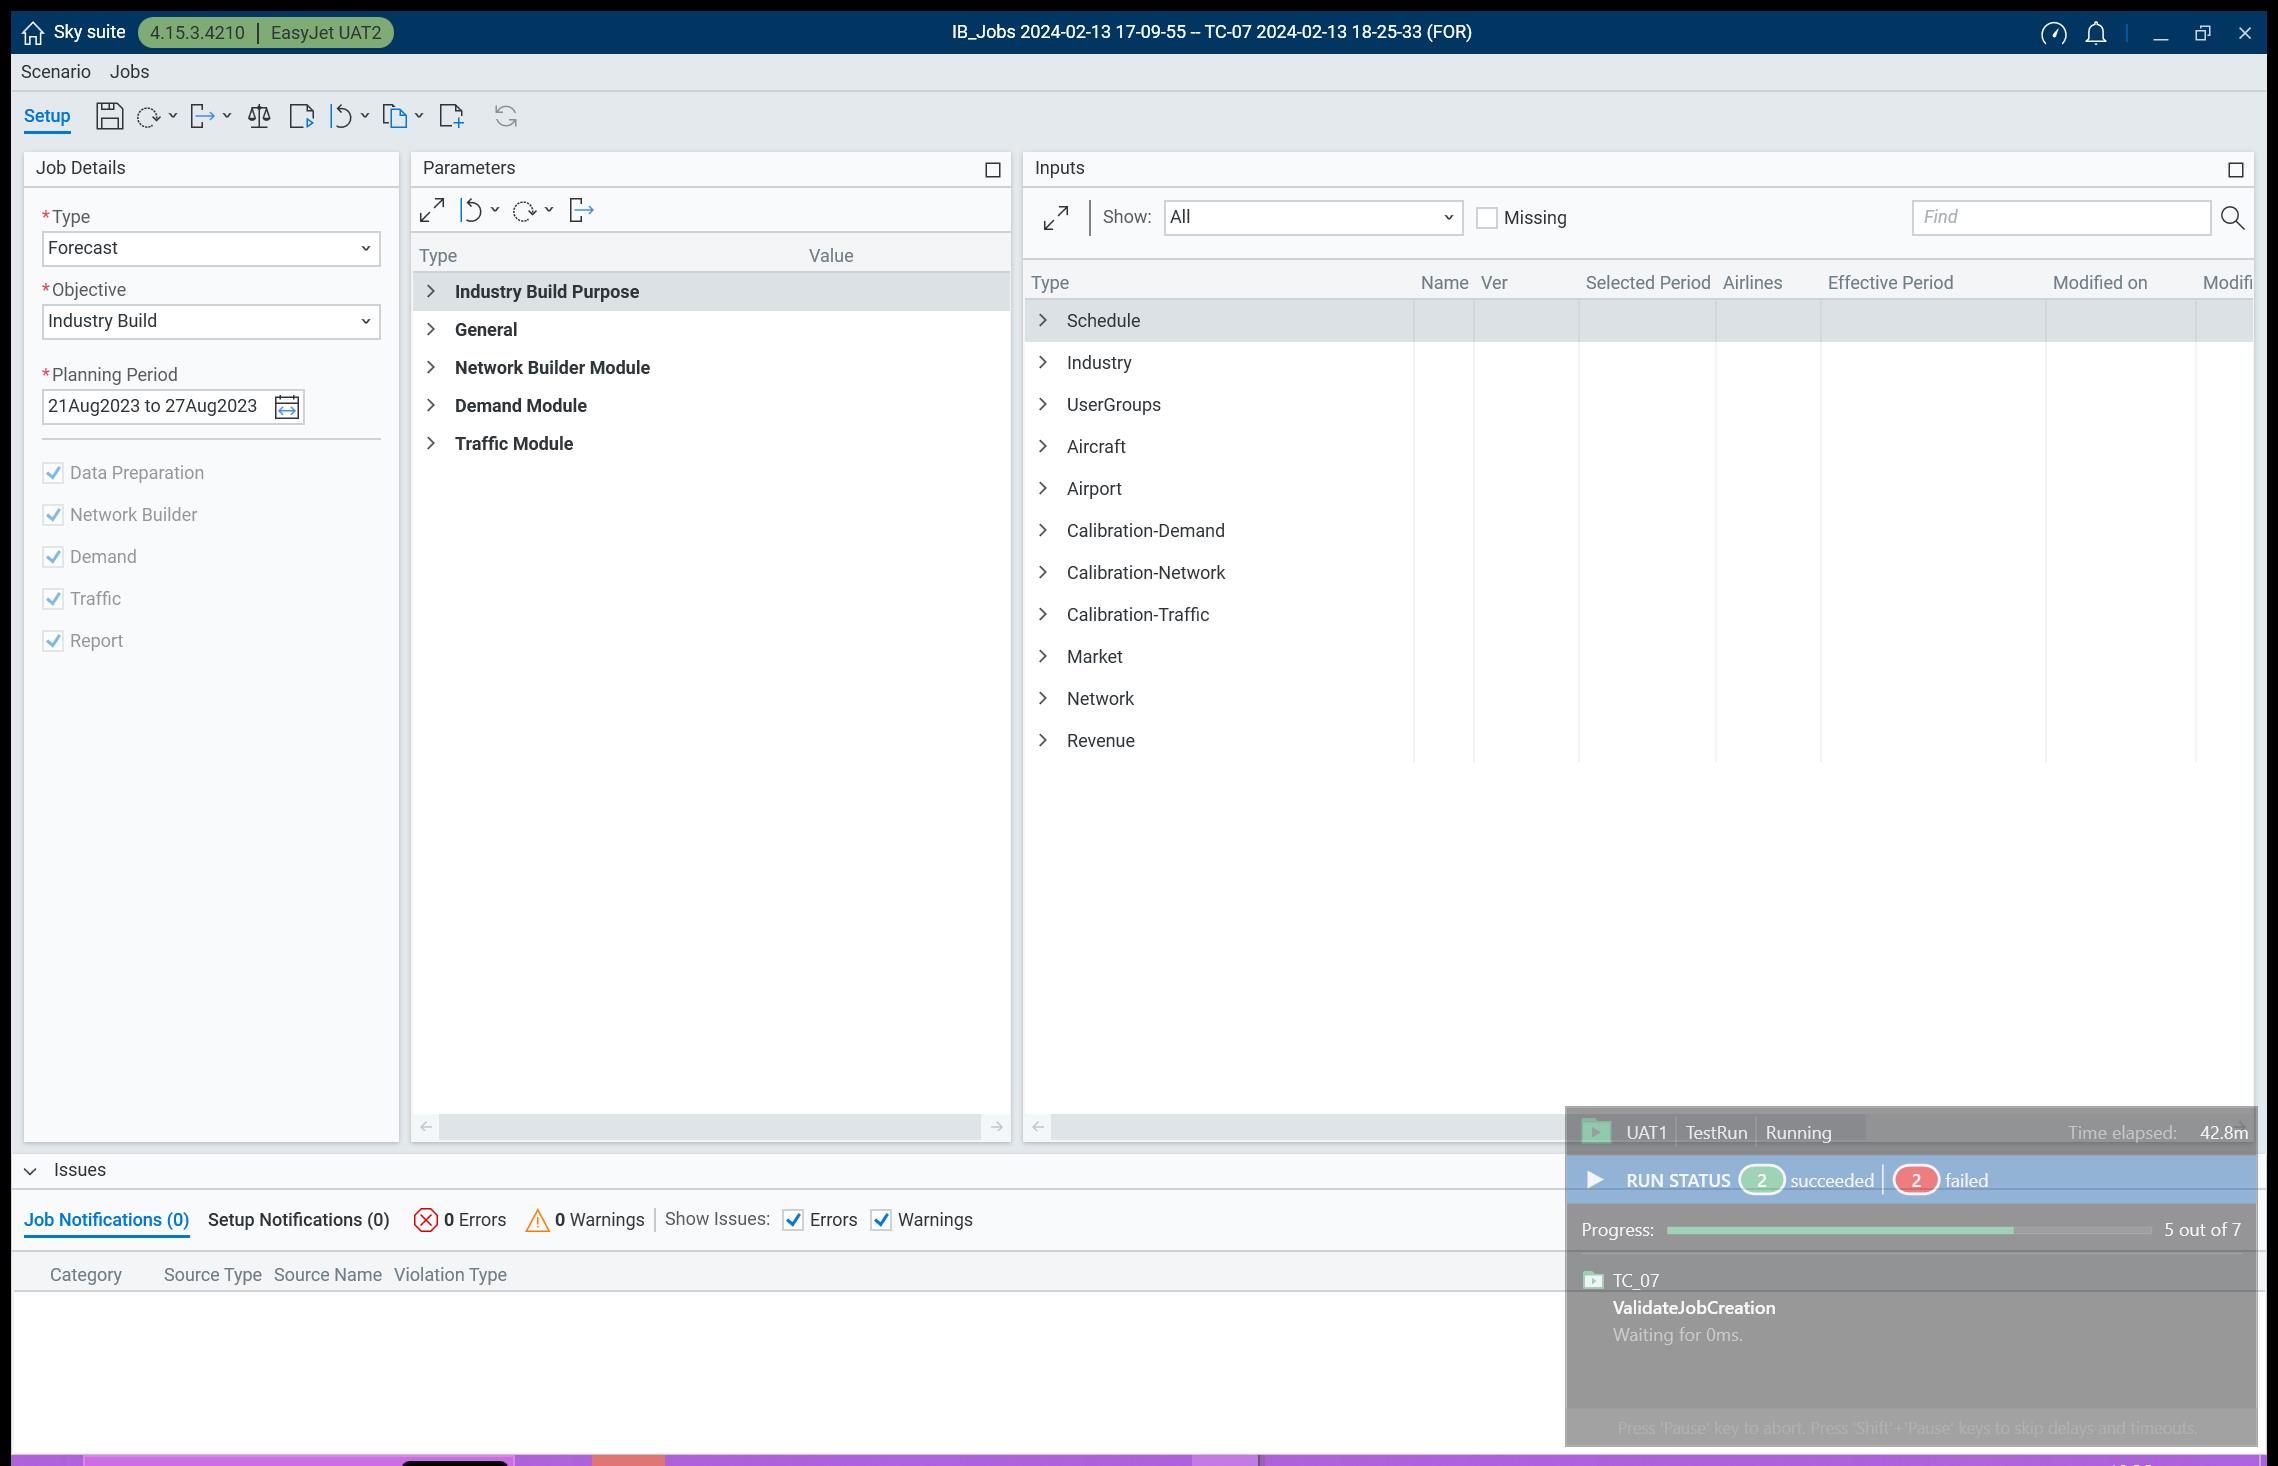 Sky suite 4.15.3.4210 | EasyJet UAT2 IB_Jobs 2024-02-13 17-09-55 -- TC-07 2024-02-13 18-25-33 (FOR)
Scenario Jobs
Setup
Job Details
*Type
Forecast
*Objective
Industry Build
*Planning Period
21Aug2023 to 27Aug2023
Data Preparation
Network Builder
Demand
Traffic
Report
Parameters
Type Value
Industry Build Purpose
General
Network Builder Module
Demand Module
Traffic Module
Inputs
Show: All Missing Find
Type Name Ver Selected Period Airlines Effective Period Modified on Modifi
Schedule
Industry
UserGroups
Aircraft
Airport
Calibration-Demand
Calibration-Network
Calibration-Traffic
Market
Network
Revenue
Issues
Job Notifications (0) Setup Notifications (0) 0 Errors 0 Warnings Show Issues: Errors Warnings
Category Source Type Source Name Violation Type
UAT1 TestRun Running Time elapsed: 42.8m
RUN STATUS 2 succeeded 2 failed
Progress: 5 out of 7
TC_07
ValidateJobCreation
Waiting for 0ms.
Press 'Pause' key to abort. Press 'Shift'+'Pause' keys to skip delays and timeouts.